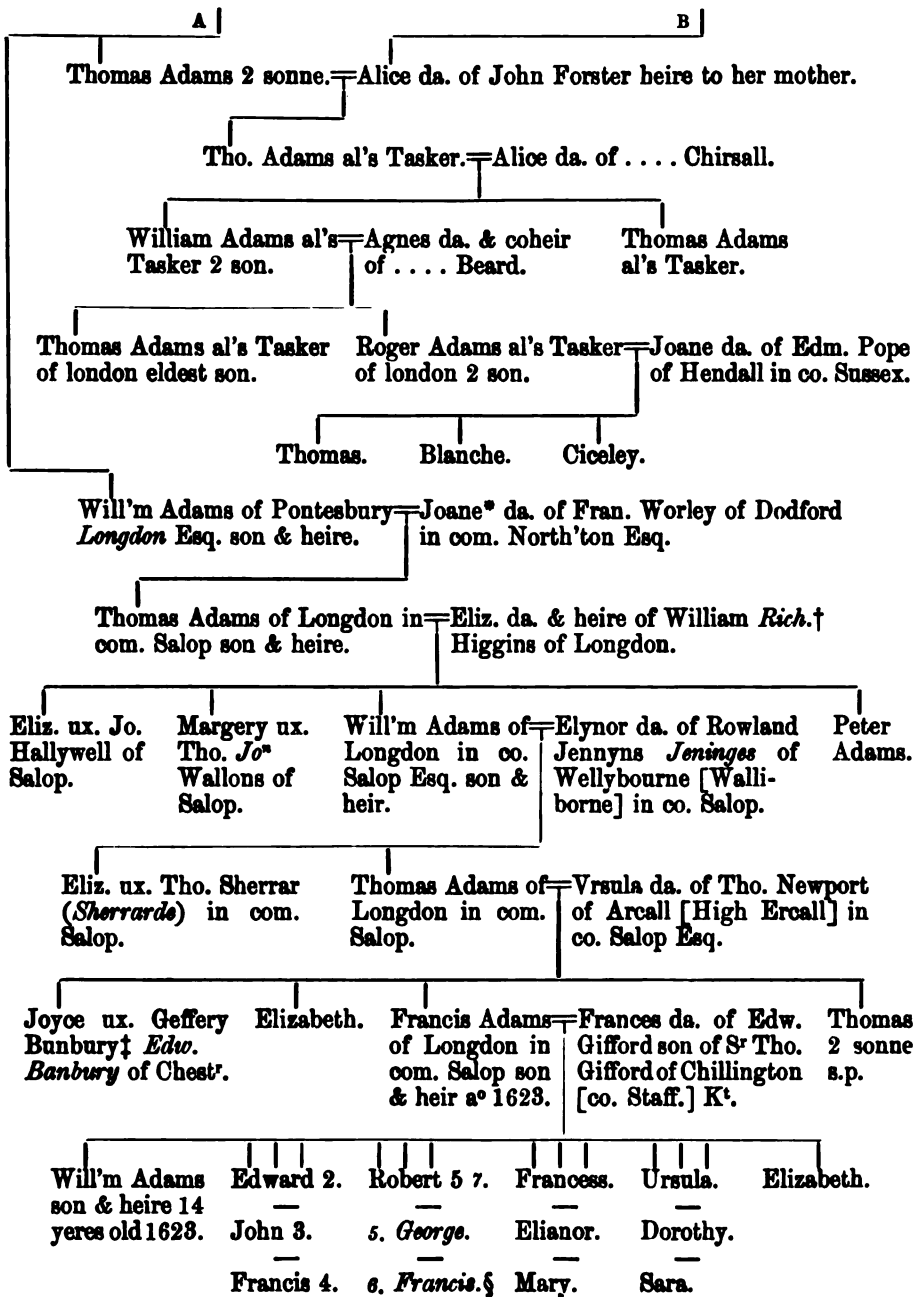 A B
Thomas Adams 2 sonne.=Alice da. of John Forster heire to her mother.
Tho. Adams al's Tasker.=Alice da. of . . . . Chirsall.
William Adams al's=Agnes da. & coheir Thomas Adams
Tasker 2 son. of . . . . Beard. al's Tasker.
Thomas Adams al's Tasker Roger Adams al's Tasker=Joane da. of Edm. Pope
of london eldest son. of london 2 son. of Hendall in co. Sussex.
Thomas. Blanche. Ciceley.
Will'm Adams of Pontesbury=Joane* da. of Fran. Worley of Dodford
Longdon Esq. son & heire. in com. North'ton Esq.
Thomas Adams of Longdon in=Eliz. da. & heire of William Rich.†
com. Salop son & heire. Higgins of Longdon.
Eliz. ux. Jo. Margery ux. Will'm Adams of=Elynor da. of Rowland Peter
Hallywell of Tho. Joⁿ Longdon in co. Jennyns Jeninges of Adams.
Salop. Wallons of Salop Esq. son & Wellybourne [Walli-
Salop. heir. borne] in co. Salop.
Eliz. ux. Tho. Sherrar Thomas Adams of=Vrsula da. of Tho. Newport
(Sherrarde) in com. Longdon in com. of Arcall [High Ercall] in
Salop. Salop. co. Salop Esq.
Joyce ux. Geffery Elizabeth. Francis Adams=Frances da. of Edw. Thomas
Bunbury‡ Edw. of Longdon in Gifford son of Sʳ Tho. 2 sonne
Banbury of Chestʳ. com. Salop son Gifford of Chillington s.p.
& heir aº 1623. [co. Staff.] Kᵗ.
Will'm Adams Edward 2. Robert 5 7. Francess. Ursula. Elizabeth.
son & heire 14
yeres old 1623. John 3. 5. George. Elianor. Dorothy.
Francis 4. 6. Francis.§ Mary. Sara.